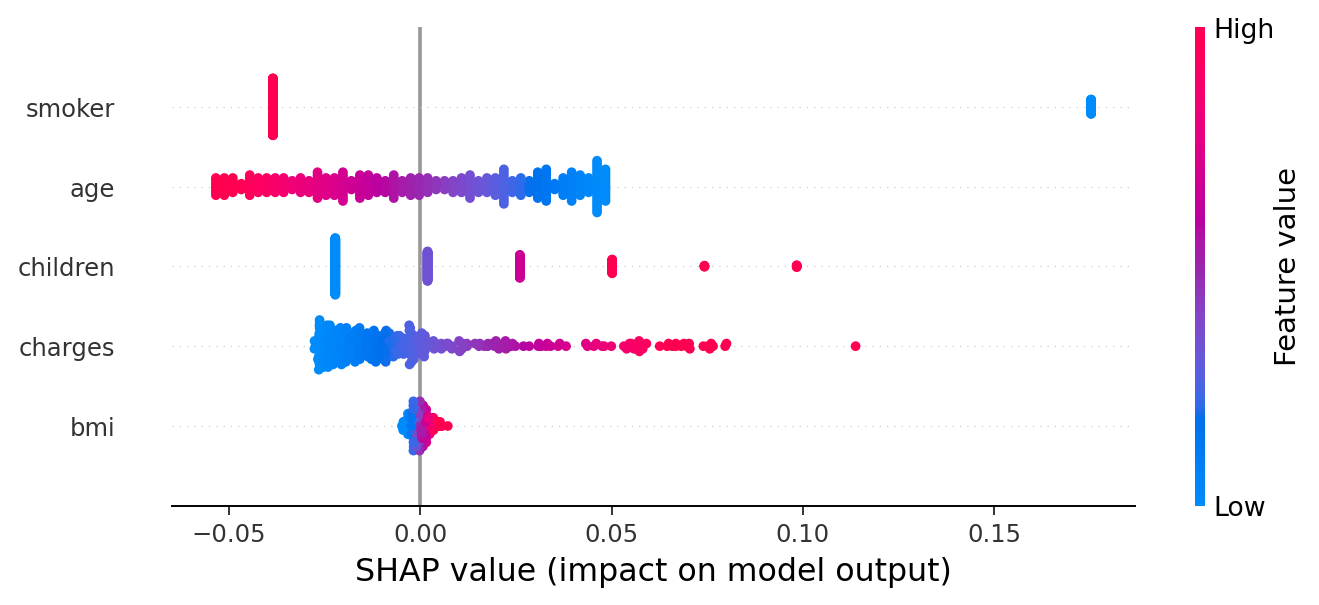 High
smoker
age
children
charges
bmi
Feature value
Low
−0.05 0.00 0.05 0.10 0.15
SHAP value (impact on model output)